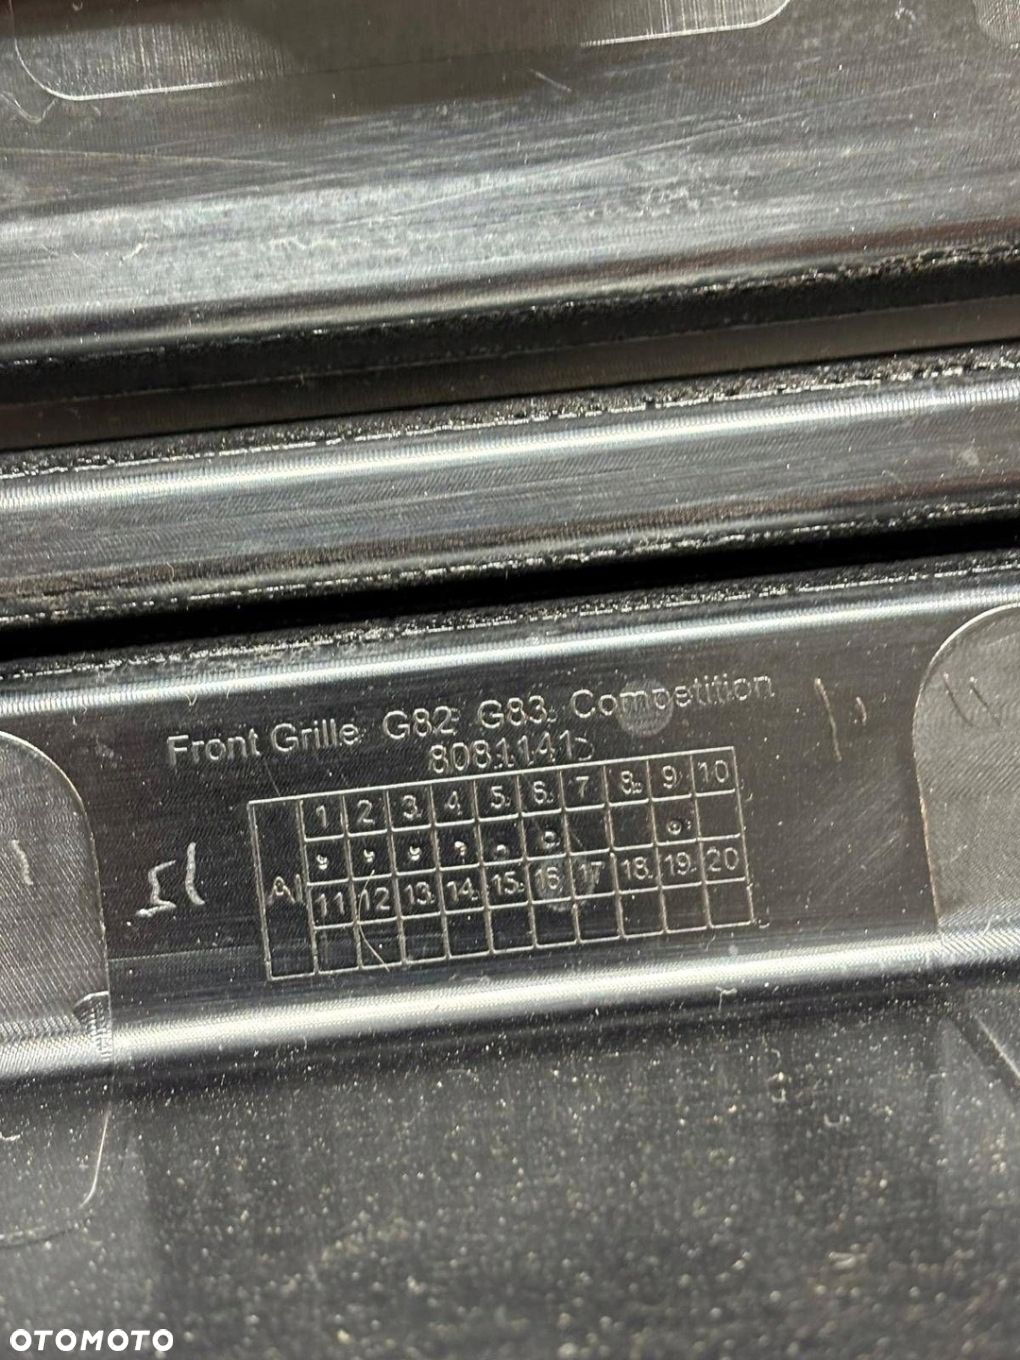 Front Grille G82 G83 Competition
8081141
1 2 3 4 5 6 7 8 9 10
AI
11 12 13 14 15 16 17 18 19 20
OTOMOTO